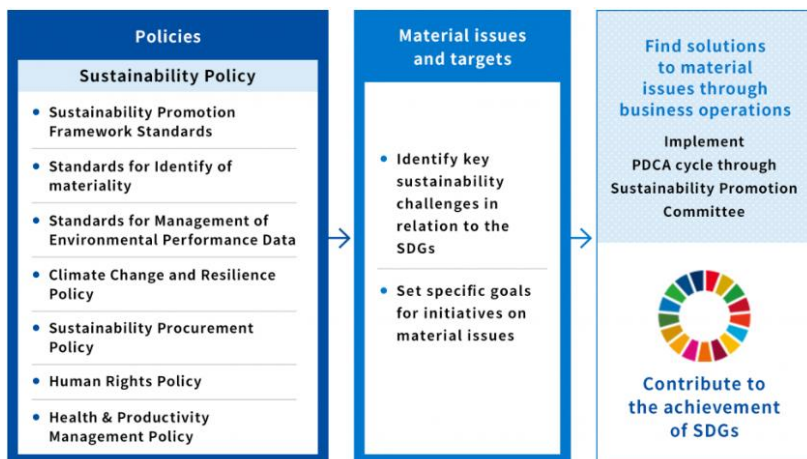 Policies
Sustainability Policy
• Sustainability Promotion
Framework Standards
• Standards for Identify of
materiality
• Standards for Management of
Environmental Performance Data
• Climate Change and Resilience
Policy
• Sustainability Procurement
Policy
• Human Rights Policy
• Health & Productivity
Management Policy
Material issues
and targets
• Identify key
sustainability
challenges in
relation to the
SDGs
• Set specific goals
for initiatives on
material issues
Find solutions
to material
issues through
business operations
Implement
PDCA cycle through
Sustainability Promotion
Committee
Contribute to
the achievement
of SDGs